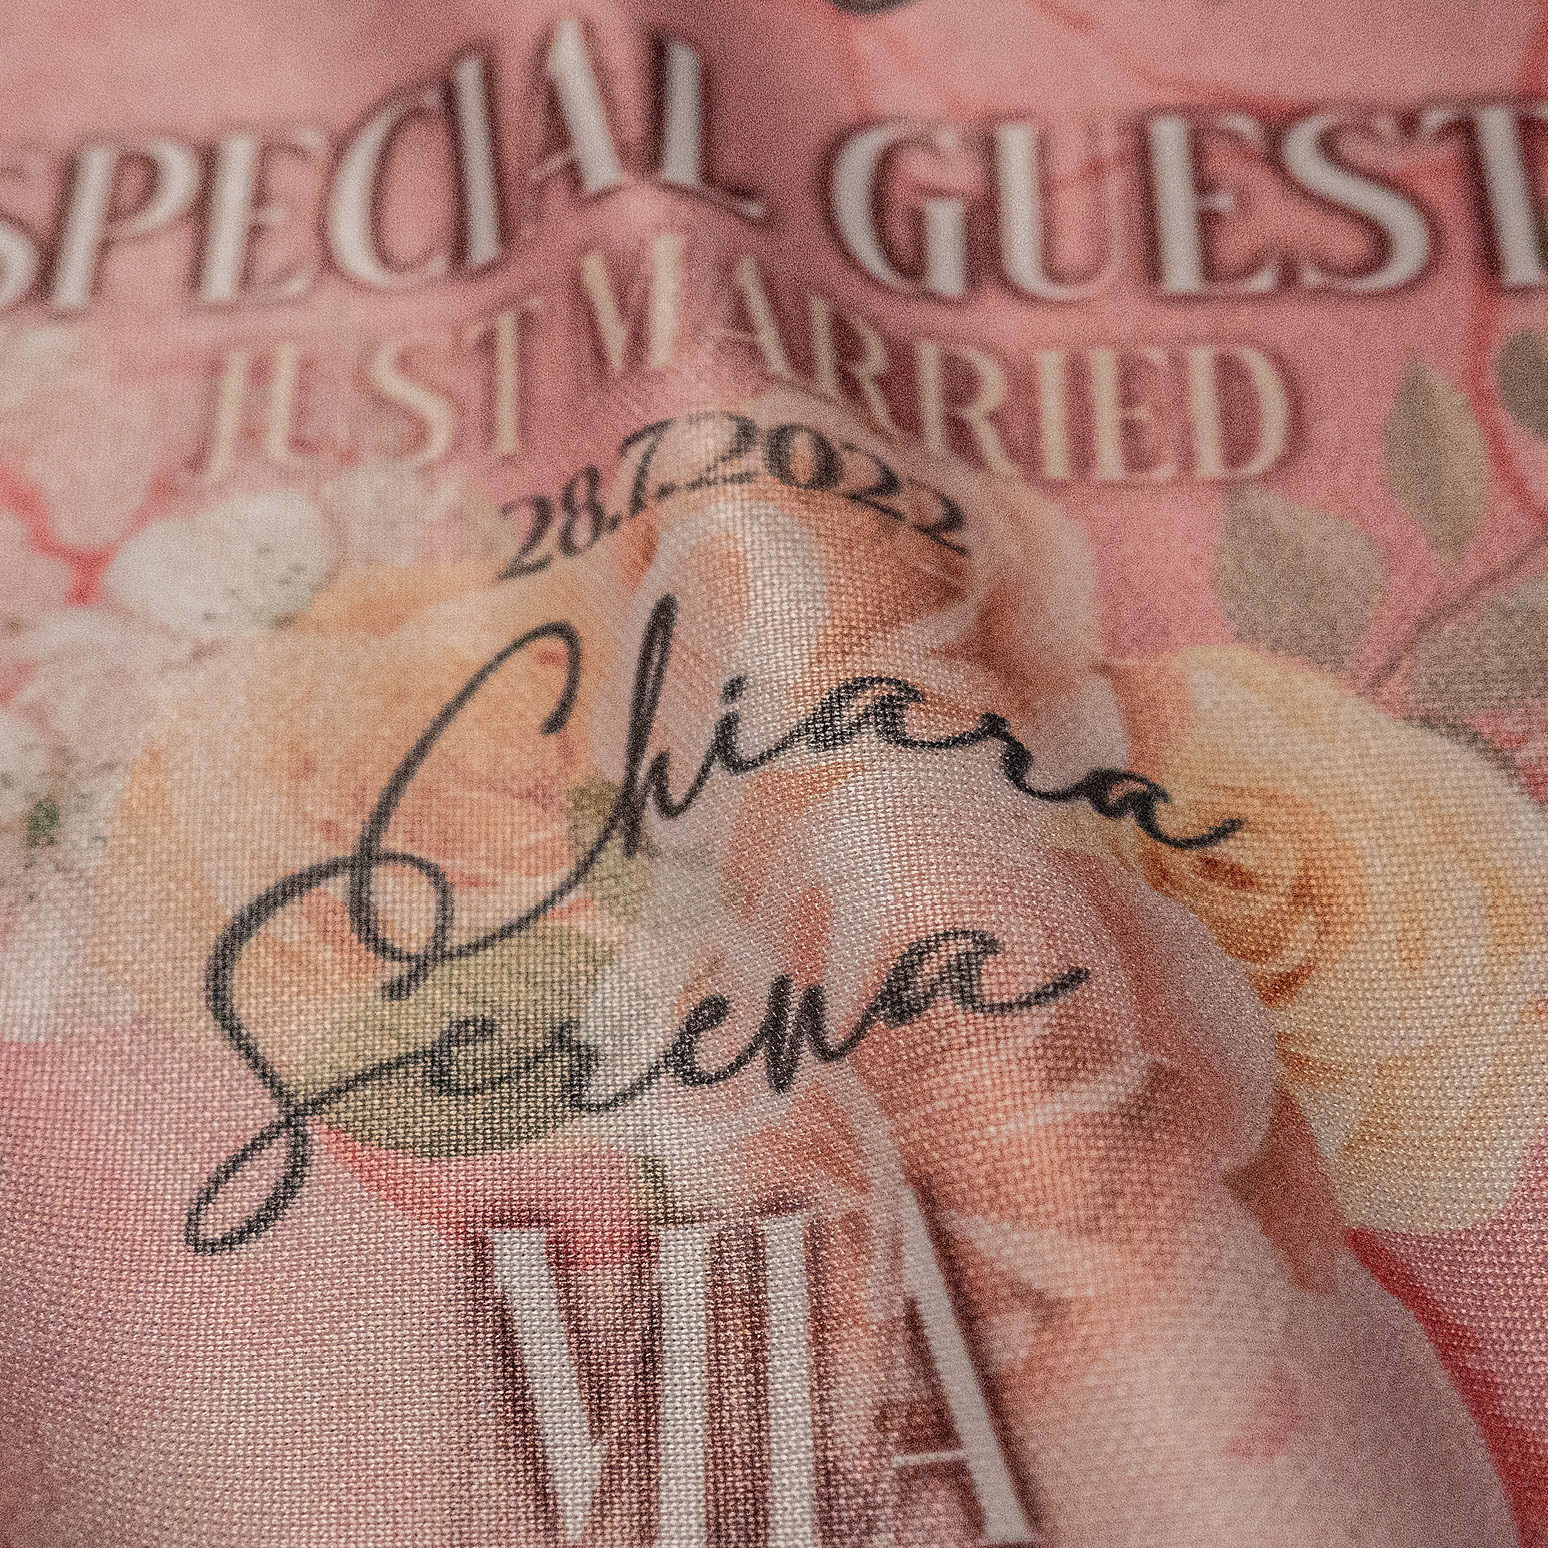 SPECIAL GUEST
JUST MARRIED
28.7.2022
Chiara
Serena